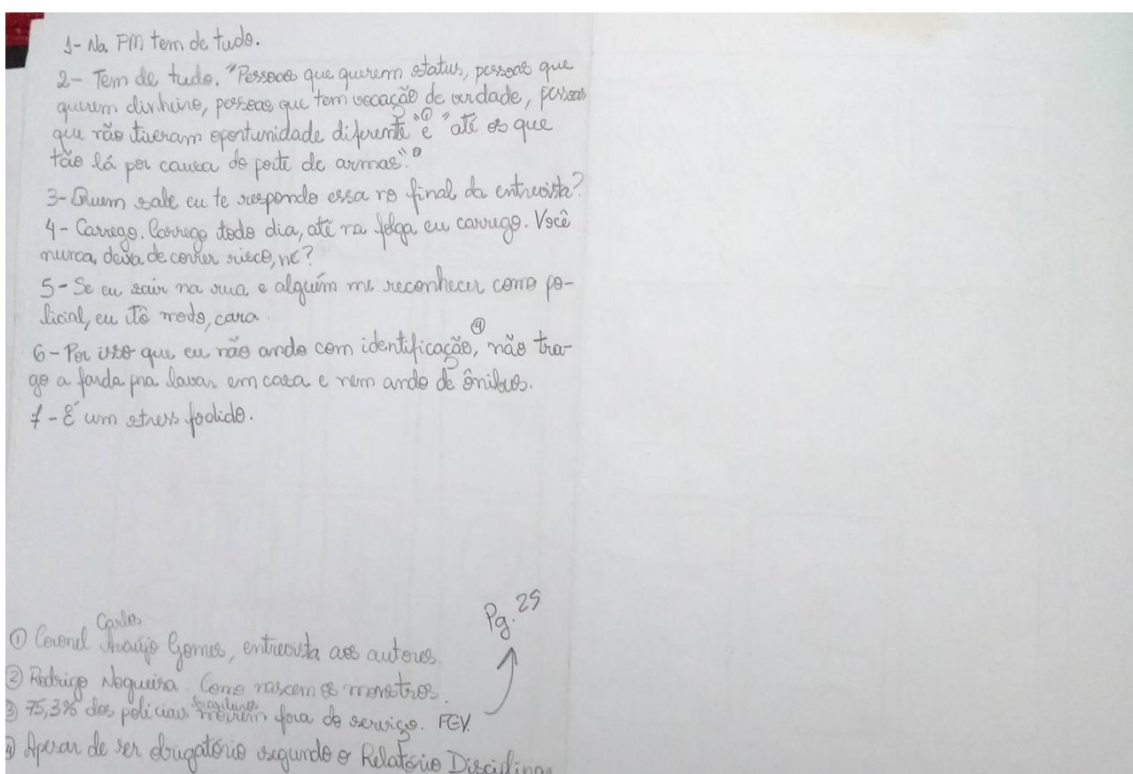 1- Na PM tem de tudo.
2- Tem de tudo. "Pessoas que querem status, pessoas que
querem dinheiro, pessoas que tem vocação de verdade, pessoas
que não tiveram oportunidade diferente"① e "até os que
tão lá por causa do porte de armas".②
3- Quem sabe eu te respondo essa no final da entrevista?
4- Carrego. Carrego todo dia, até na folga eu carrego. Você
nunca deixa de correr risco, né?
5- Se eu sair na rua e alguém me reconhecer como po-
licial, eu tô morto, cara.
6- Por isso que eu não ando com identificação,④ não tra-
go a farda pra lavar em casa e nem ando de ônibus.
7- É um stress fodido.
Pg. 25
① Coronel Carlos Araújo Gomes, entrevista aos autores.
② Rodrigo Nogueira. Como nascem os monstros.
③ 75,3% dos policiais morrem fora de serviço. FGV.
④ Apesar de ser obrigatório segundo o Relatório Disciplinar